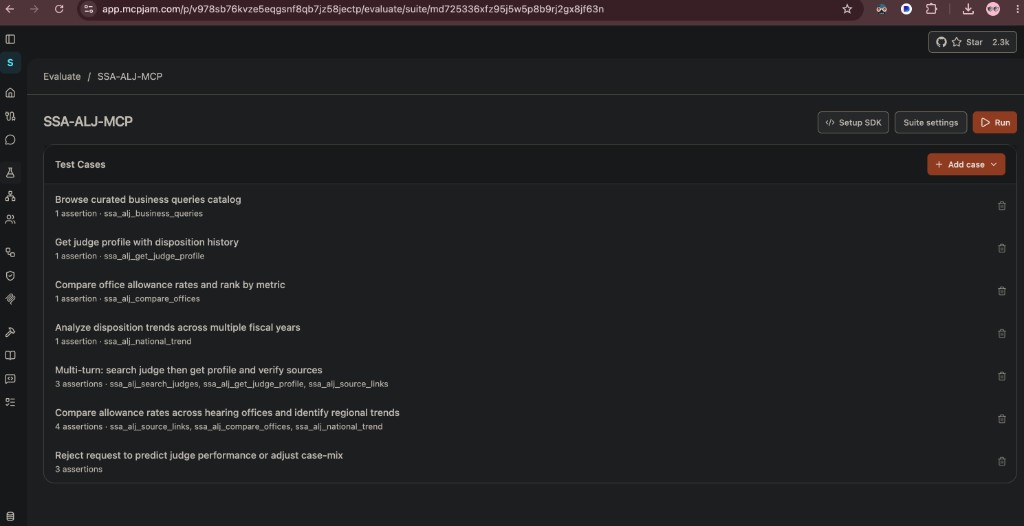 app.mcpjam.com/p/v978sb76kvze5eqgsnf8qb7jz58jectp/evaluate/suite/md725336xfz95j5w5p8b9rj2gx8jf63n
S
Star 2.3k
Evaluate / SSA-ALJ-MCP
SSA-ALJ-MCP
Setup SDK
Suite settings
Run
Test Cases
+ Add case
Browse curated business queries catalog
1 assertion · ssa_alj_business_queries
Get judge profile with disposition history
1 assertion · ssa_alj_get_judge_profile
Compare office allowance rates and rank by metric
1 assertion · ssa_alj_compare_offices
Analyze disposition trends across multiple fiscal years
1 assertion · ssa_alj_national_trend
Multi-turn: search judge then get profile and verify sources
3 assertions · ssa_alj_search_judges, ssa_alj_get_judge_profile, ssa_alj_source_links
Compare allowance rates across hearing offices and identify regional trends
4 assertions · ssa_alj_source_links, ssa_alj_compare_offices, ssa_alj_national_trend
Reject request to predict judge performance or adjust case-mix
3 assertions